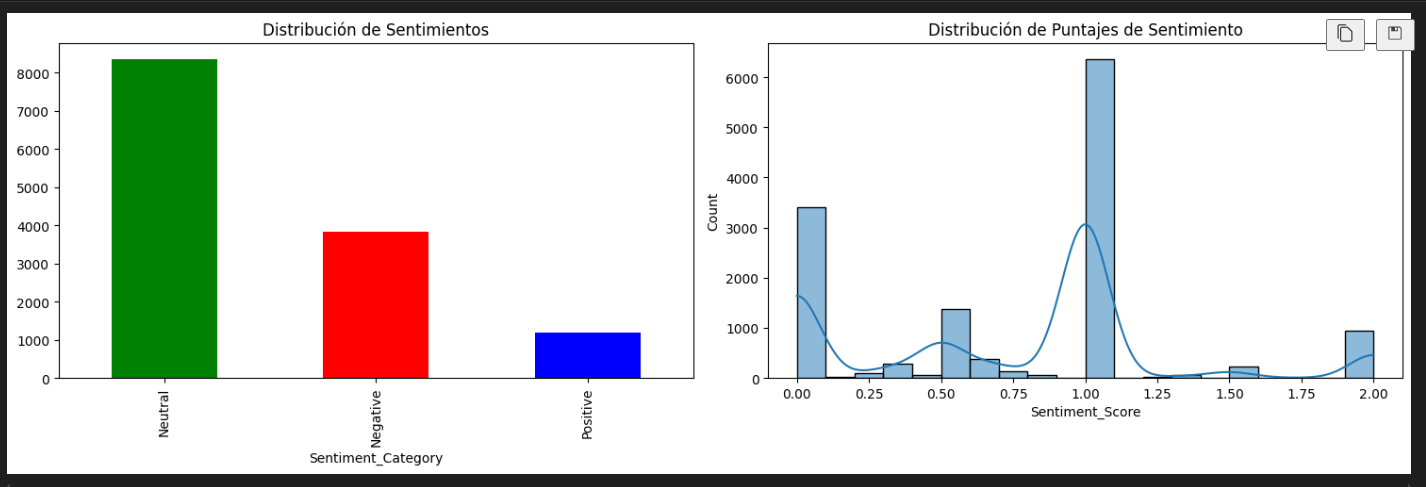 Distribución de Sentimientos
8000
7000
6000
5000
4000
3000
2000
1000
0
Neutral
Negative
Positive
Sentiment_Category
Distribución de Puntajes de Sentimiento
Count
6000
5000
4000
3000
2000
1000
0
0.00 0.25 0.50 0.75 1.00 1.25 1.50 1.75 2.00
Sentiment_Score